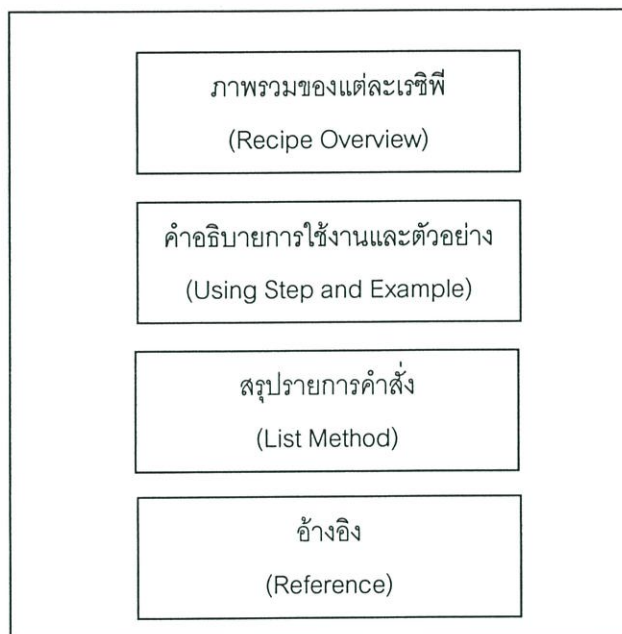 ภาพรวมของแต่ละเรซิพี
(Recipe Overview)
คำอธิบายการใช้งานและตัวอย่าง
(Using Step and Example)
สรุปรายการคำสั่ง
(List Method)
อ้างอิง
(Reference)